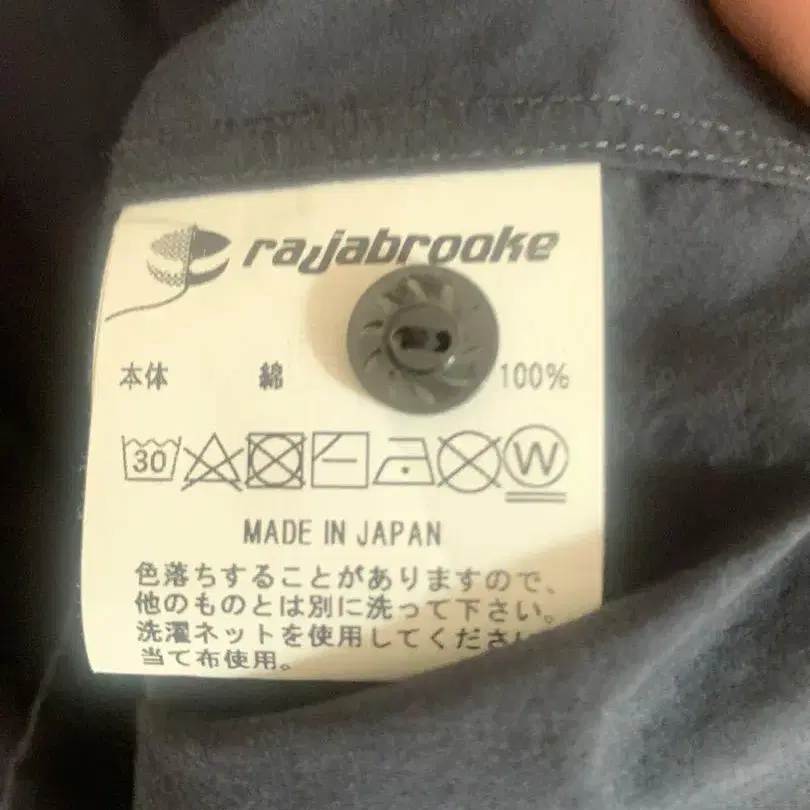 rajabrooke
本体 綿 100%
30 W
MADE IN JAPAN
色落ちすることがありますので、
他のものとは別に洗って下さい。
洗濯ネットを使用してくださ
当て布使用。